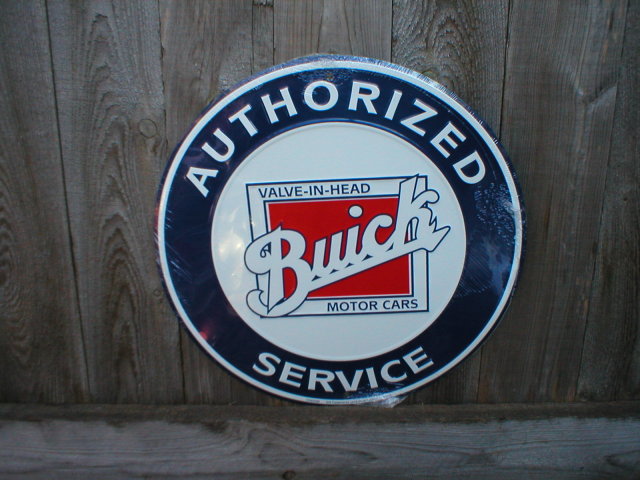 AUTHORIZED
VALVE-IN-HEAD
Buick
MOTOR CARS
SERVICE